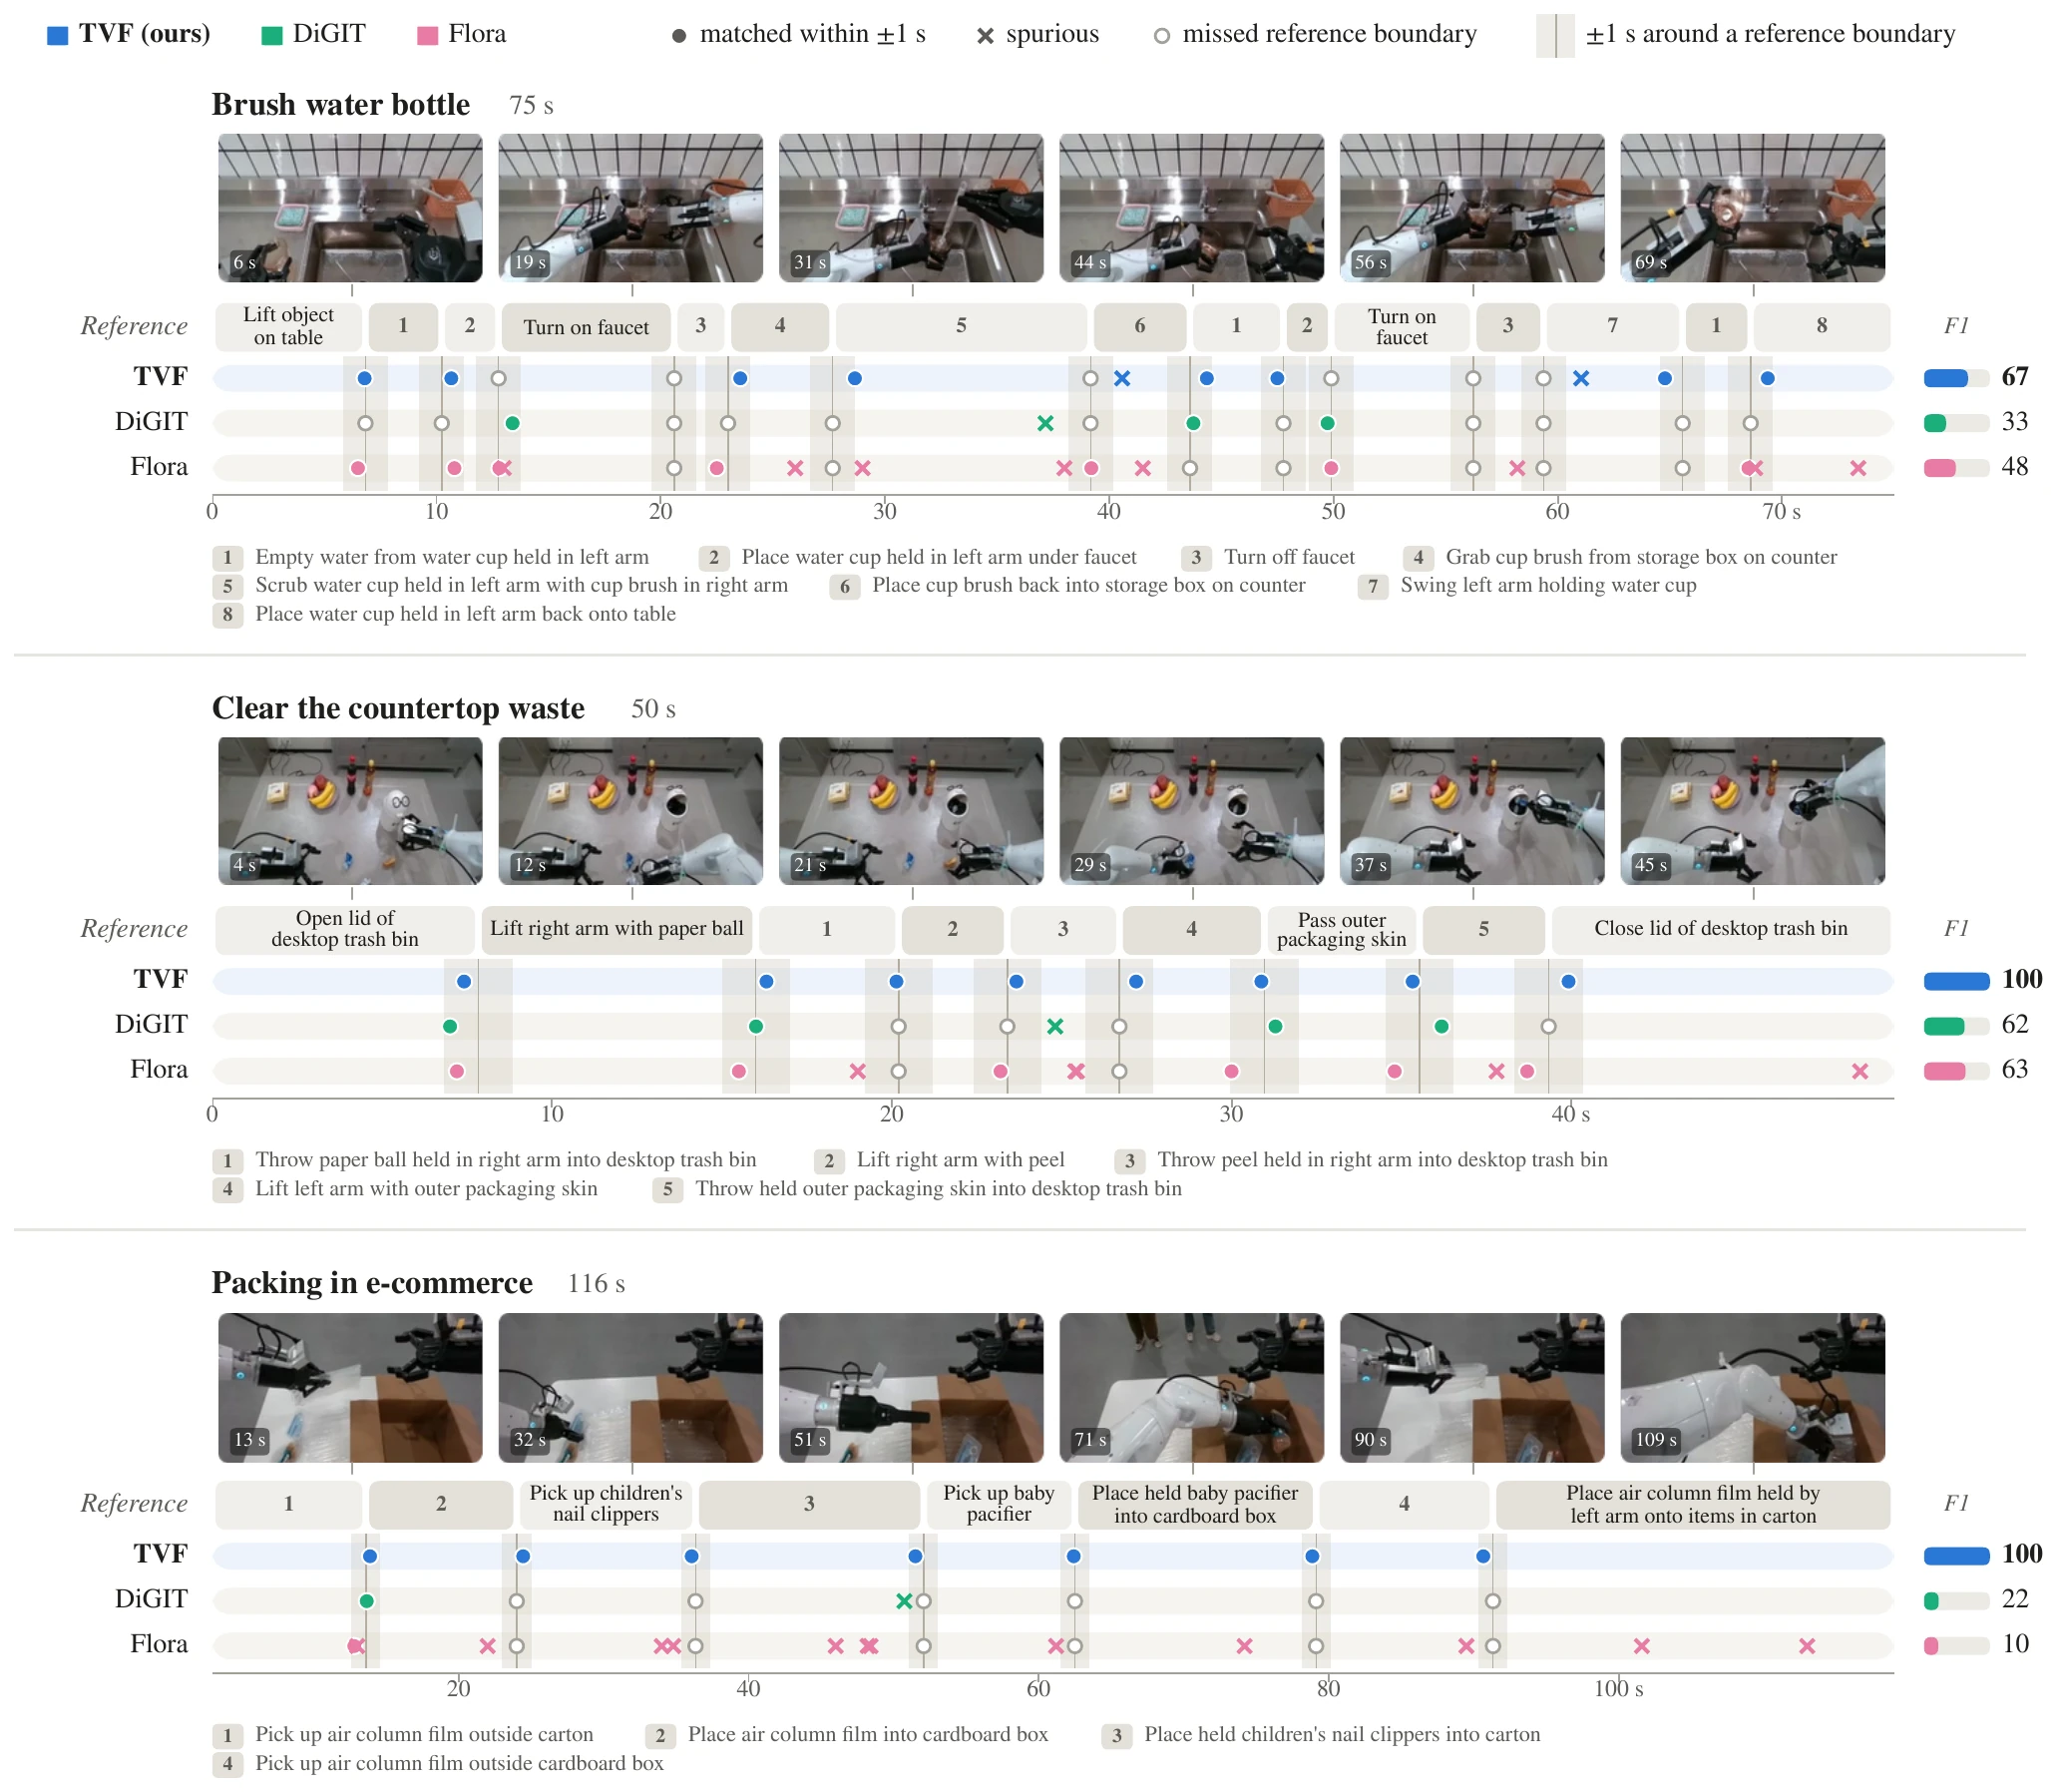 TVF (ours) DiGIT Flora matched within ±1 s spurious missed reference boundary ±1 s around a reference boundary
Brush water bottle 75 s
6 s 19 s 31 s 44 s 56 s 69 s
Reference Lift object on table 1 2 Turn on faucet 3 4 5 6 1 2 Turn on faucet 3 7 1 8 F1
TVF 67
DiGIT 33
Flora 48
0 10 20 30 40 50 60 70 s
1 Empty water from water cup held in left arm 2 Place water cup held in left arm under faucet 3 Turn off faucet 4 Grab cup brush from storage box on counter
5 Scrub water cup held in left arm with cup brush in right arm 6 Place cup brush back into storage box on counter 7 Swing left arm holding water cup
8 Place water cup held in left arm back onto table
Clear the countertop waste 50 s
4 s 12 s 21 s 29 s 37 s 45 s
Reference Open lid of desktop trash bin Lift right arm with paper ball 1 2 3 4 Pass outer packaging skin 5 Close lid of desktop trash bin F1
TVF 100
DiGIT 62
Flora 63
0 10 20 30 40 s
1 Throw paper ball held in right arm into desktop trash bin 2 Lift right arm with peel 3 Throw peel held in right arm into desktop trash bin
4 Lift left arm with outer packaging skin 5 Throw held outer packaging skin into desktop trash bin
Packing in e-commerce 116 s
13 s 32 s 51 s 71 s 90 s 109 s
Reference 1 2 Pick up children's nail clippers 3 Pick up baby pacifier Place held baby pacifier into cardboard box 4 Place air column film held by left arm onto items in carton F1
TVF 100
DiGIT 22
Flora 10
20 40 60 80 100 s
1 Pick up air column film outside carton 2 Place air column film into cardboard box 3 Place held children's nail clippers into carton
4 Pick up air column film outside cardboard box